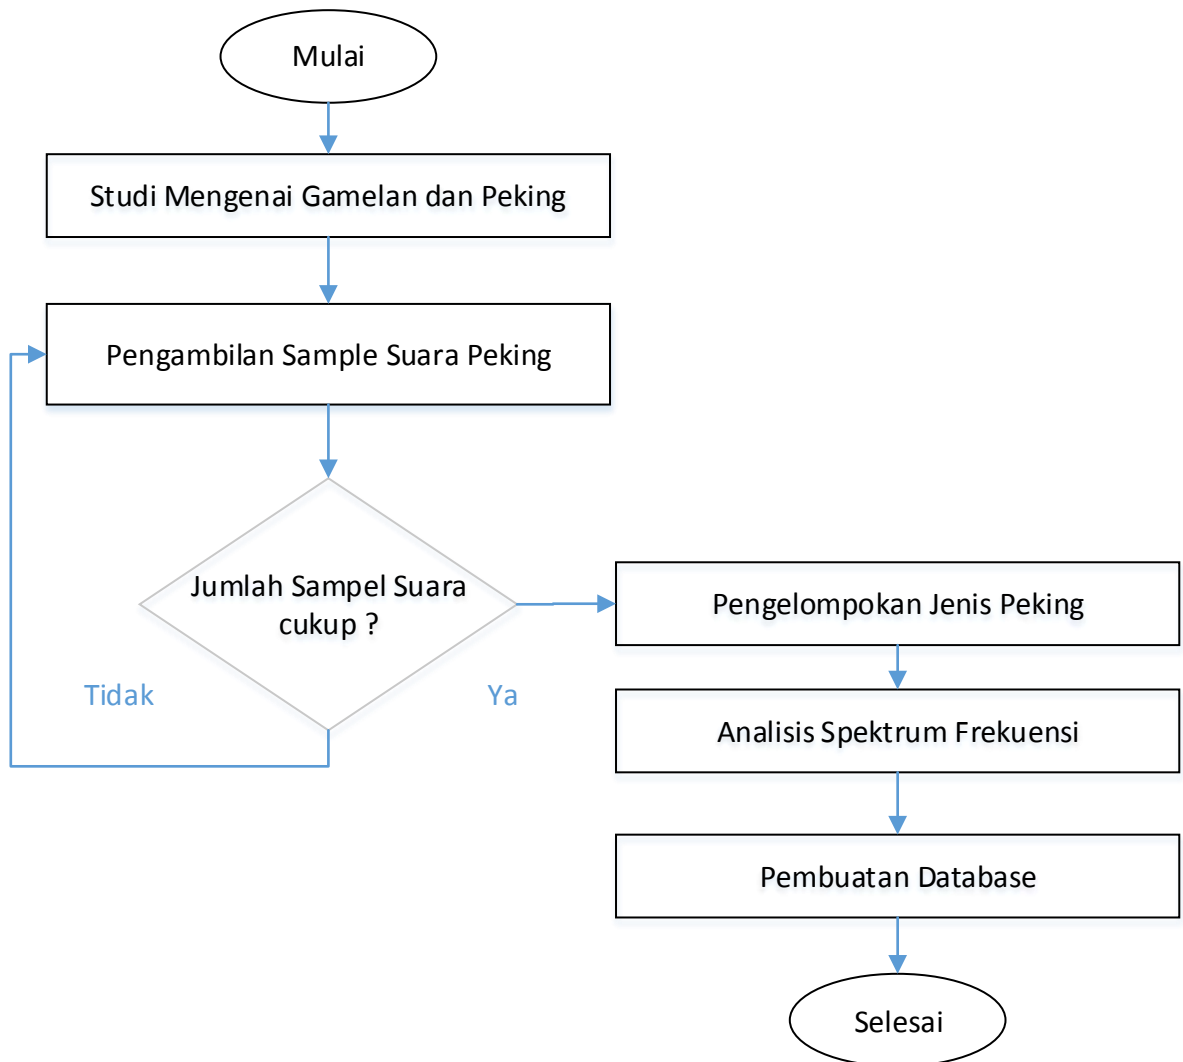 Mulai
Studi Mengenai Gamelan dan Peking
Pengambilan Sample Suara Peking
Jumlah Sampel Suara
cukup ?
Tidak
Ya
Pengelompokan Jenis Peking
Analisis Spektrum Frekuensi
Pembuatan Database
Selesai